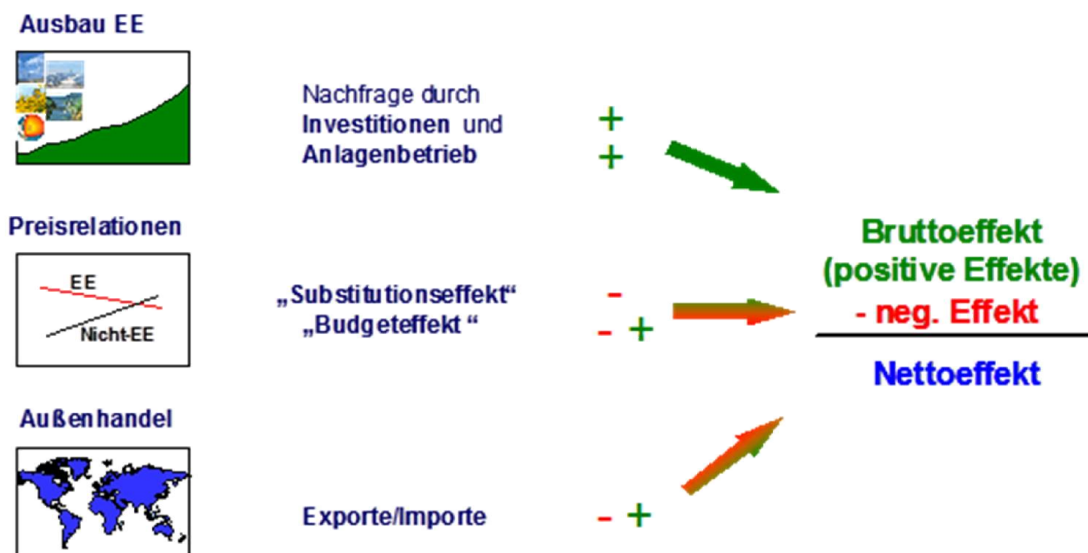 Ausbau EE
Nachfrage durch
Investitionen und
Anlagenbetrieb
+
+
Preisrelationen
EE
Nicht-EE
„Substitutionseffekt“
„Budgeteffekt “
-
- +
Außenhandel
Exporte/Importe
- +
Bruttoeffekt
(positive Effekte)
- neg. Effekt
Nettoeffekt